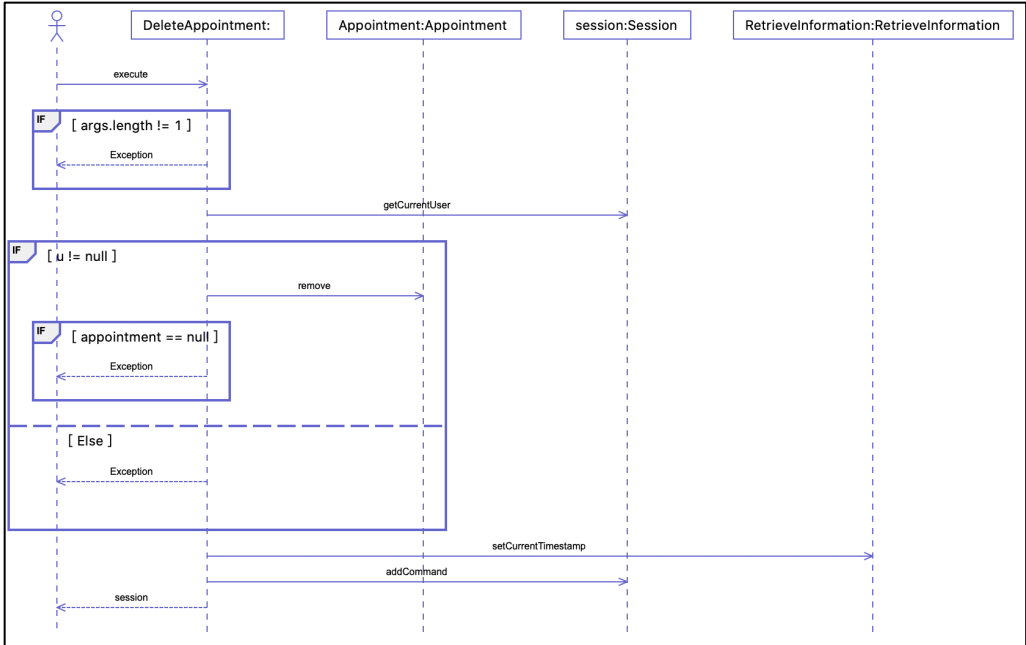 DeleteAppointment:
Appointment:Appointment
session:Session
RetrieveInformation:RetrieveInformation
execute
IF
[ args.length != 1 ]
Exception
getCurrentUser
IF
[ u != null ]
remove
IF
[ appointment == null ]
Exception
[ Else ]
Exception
setCurrentTimestamp
addCommand
session